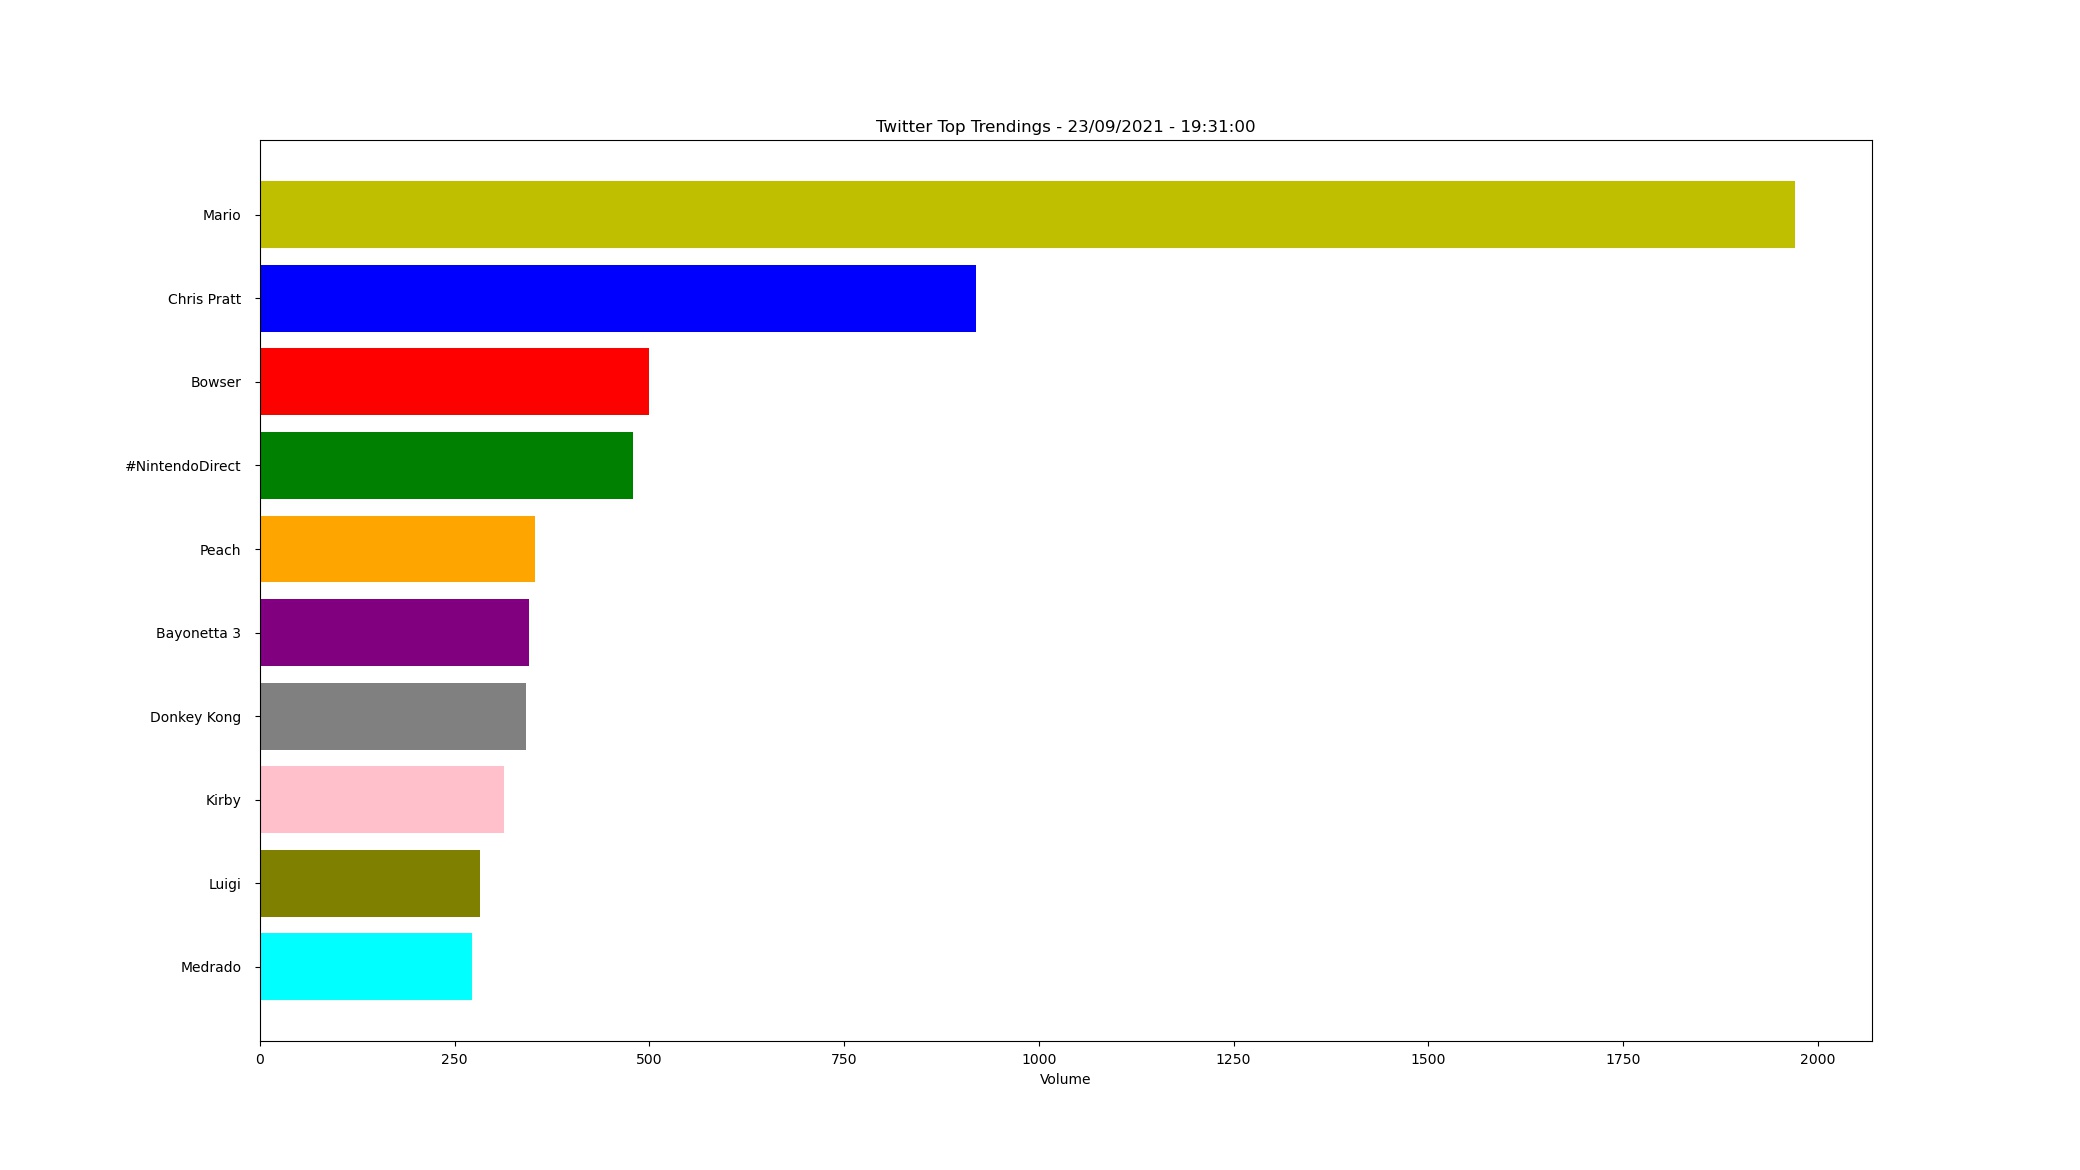 Twitter Top Trendings - 23/09/2021 - 19:31:00
Mario
Chris Pratt
Bowser
#NintendoDirect
Peach
Bayonetta 3
Donkey Kong
Kirby
Luigi
Medrado
0 250 500 750 1000 1250 1500 1750 2000
Volume